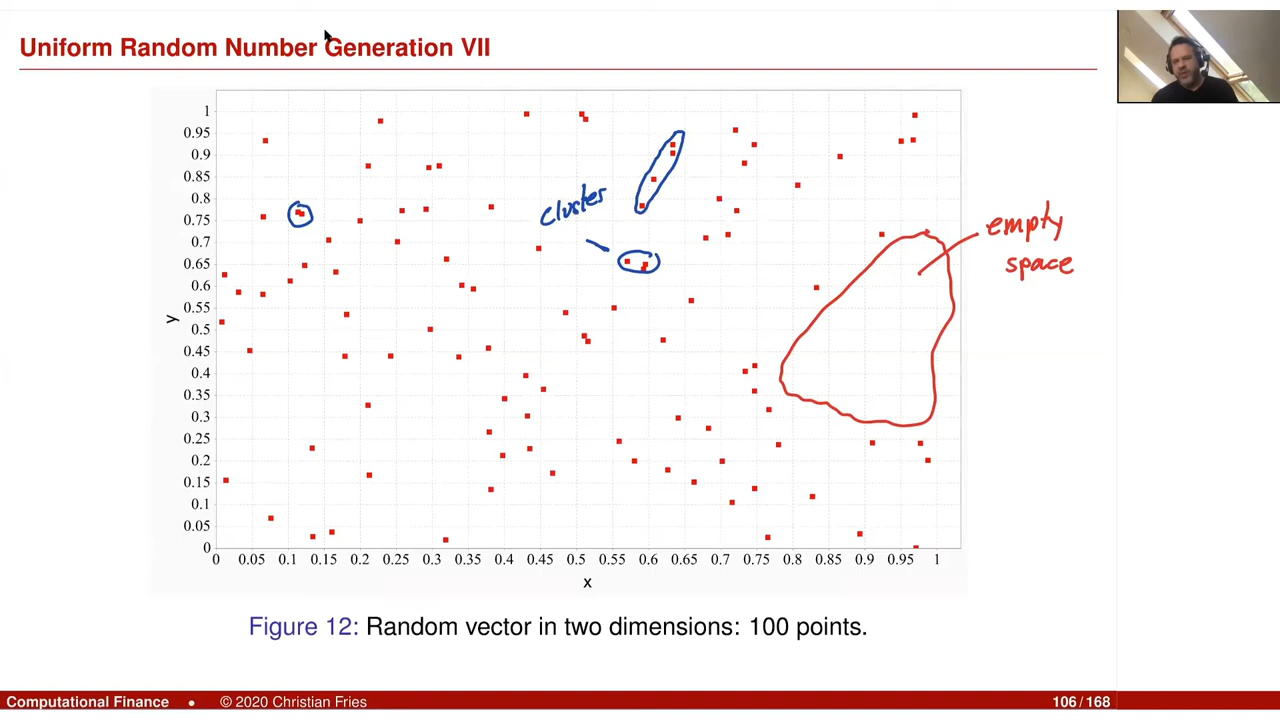 Uniform Random Number Generation VII
1
0.95
0.9
0.85
0.8
0.75
0.7
0.65
0.6
0.55
0.5
0.45
0.4
0.35
0.3
0.25
0.2
0.15
0.1
0.05
0
y
cluster
empty
space
0 0.05 0.1 0.15 0.2 0.25 0.3 0.35 0.4 0.45 0.5 0.55 0.6 0.65 0.7 0.75 0.8 0.85 0.9 0.95 1
x
Figure 12: Random vector in two dimensions: 100 points.
Computational Finance • © 2020 Christian Fries 106 / 168